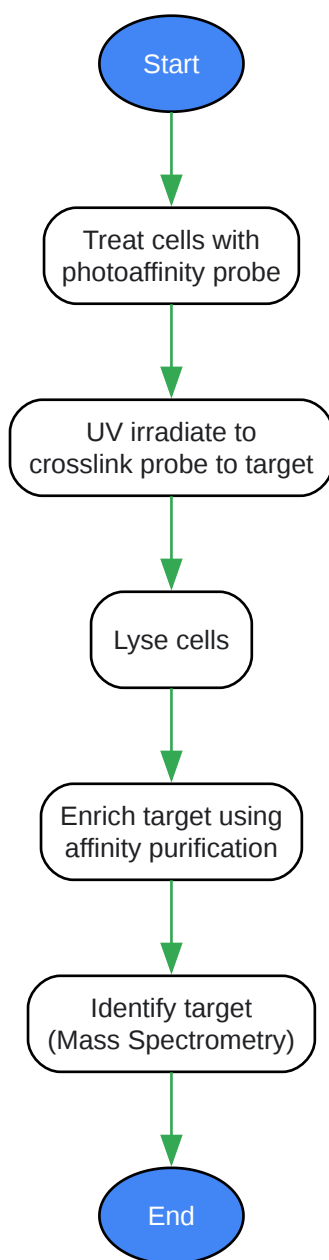 Start
Treat cells with
photoaffinity probe
UV irradiate to
crosslink probe to target
Lyse cells
Enrich target using
affinity purification
Identify target
(Mass Spectrometry)
End